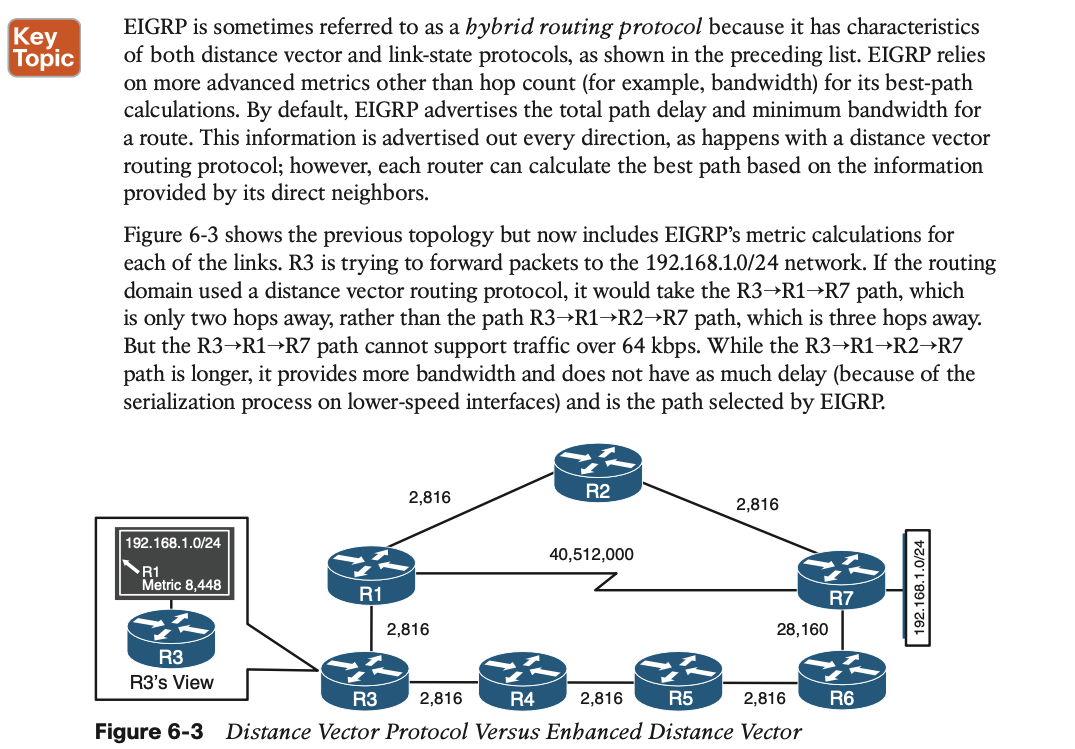 Key
Topic
EIGRP is sometimes referred to as a hybrid routing protocol because it has characteristics
of both distance vector and link-state protocols, as shown in the preceding list. EIGRP relies
on more advanced metrics other than hop count (for example, bandwidth) for its best-path
calculations. By default, EIGRP advertises the total path delay and minimum bandwidth for
a route. This information is advertised out every direction, as happens with a distance vector
routing protocol; however, each router can calculate the best path based on the information
provided by its direct neighbors.
Figure 6-3 shows the previous topology but now includes EIGRP's metric calculations for
each of the links. R3 is trying to forward packets to the 192.168.1.0/24 network. If the routing
domain used a distance vector routing protocol, it would take the R3→R1→R7 path, which
is only two hops away, rather than the path R3→R1→R2→R7 path, which is three hops away.
But the R3→R1→R7 path cannot support traffic over 64 kbps. While the R3→R1→R2→R7
path is longer, it provides more bandwidth and does not have as much delay (because of the
serialization process on lower-speed interfaces) and is the path selected by EIGRP.
R2
2,816
2,816
192.168.1.0/24
R1
Metric 8,448
R3
R3's View
R1
40,512,000
R7
192.168.1.0/24
2,816
28,160
R3
2,816
R4
2,816
R5
2,816
R6
Figure 6-3 Distance Vector Protocol Versus Enhanced Distance Vector